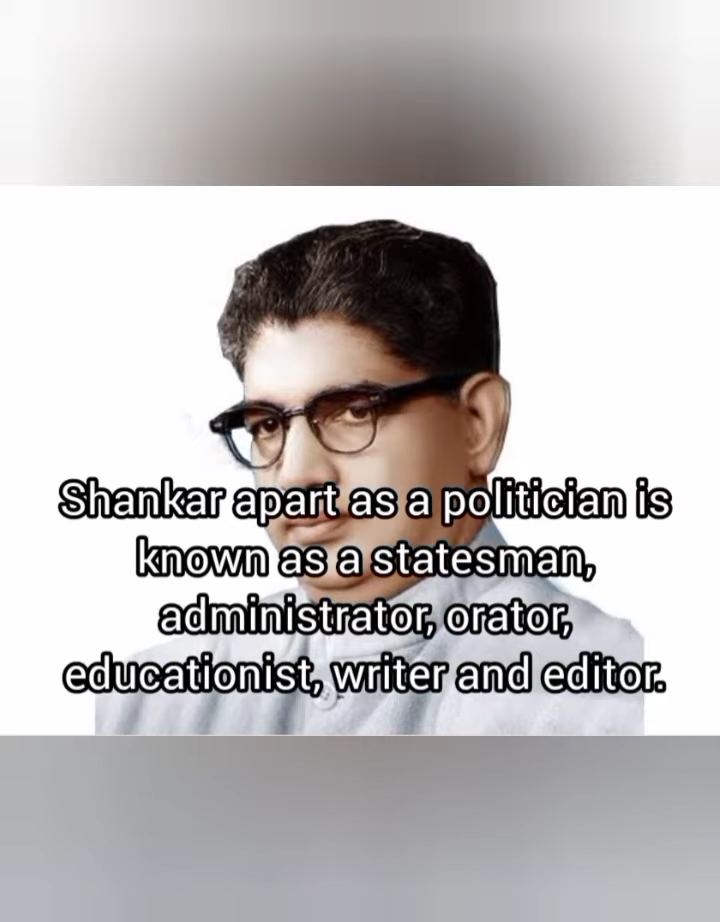 Shankar apart as a politician is
known as a statesman,
administrator, orator,
educationist, writer and editor.